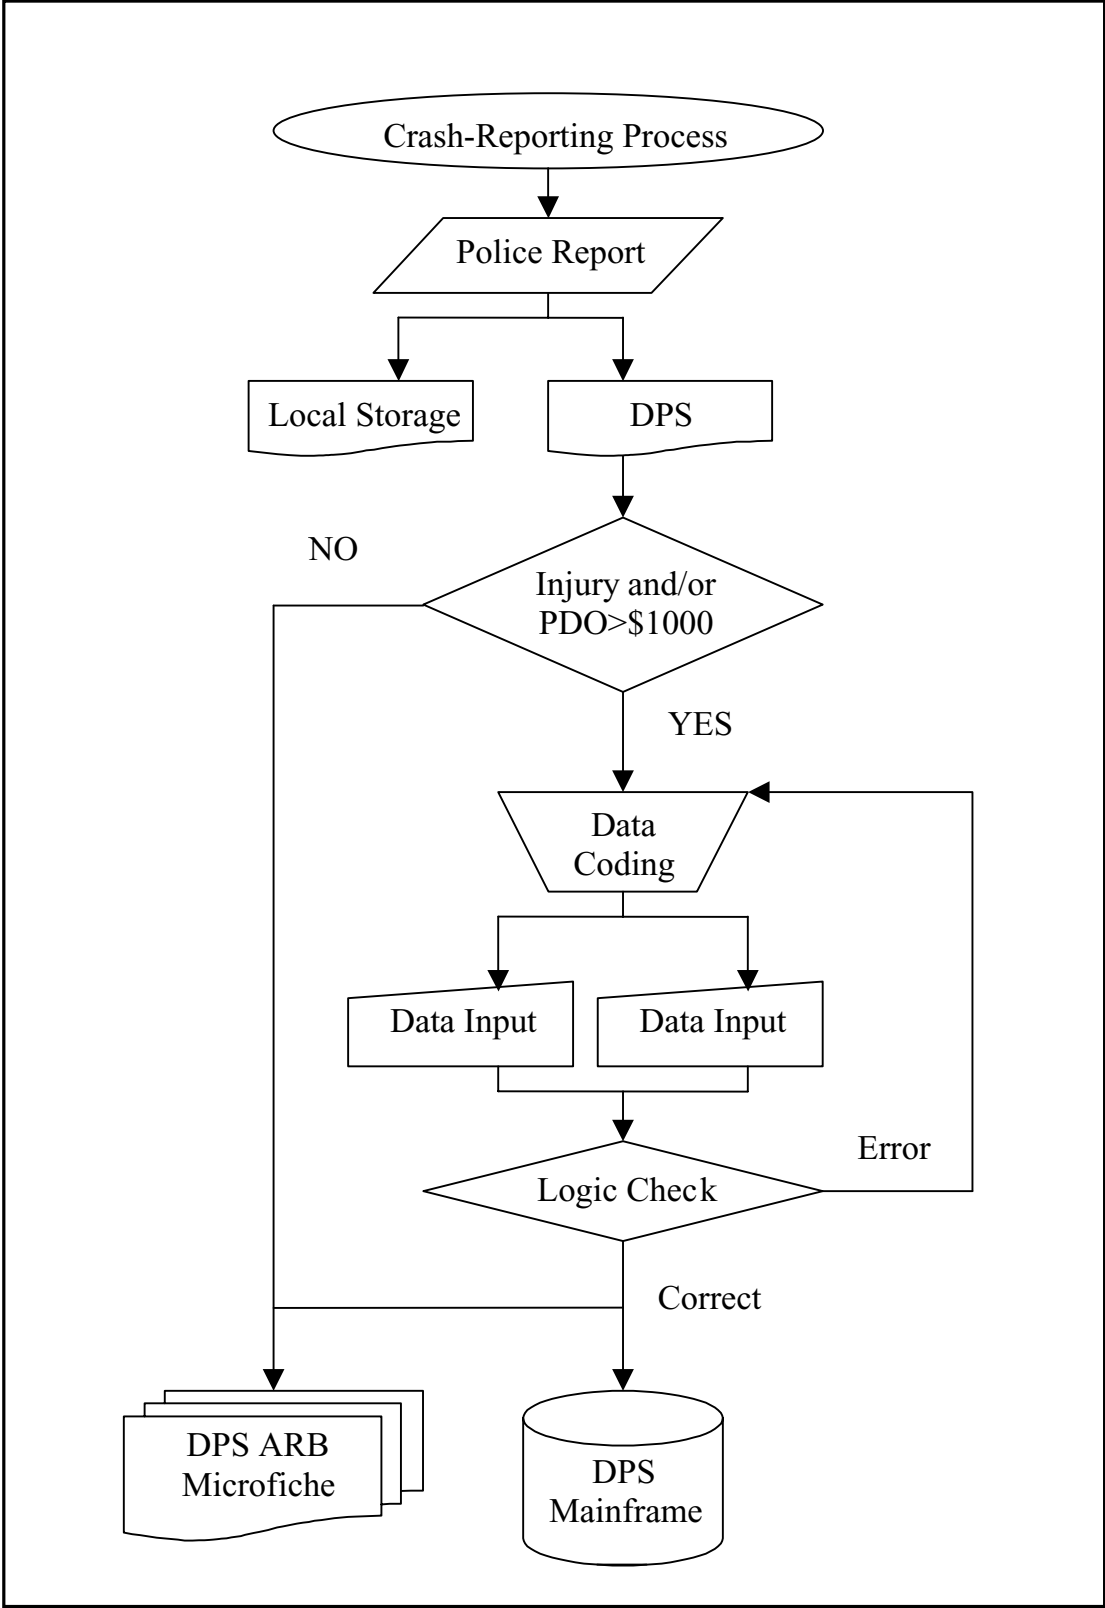 Crash-Reporting Process
Police Report
Local Storage
DPS
NO
Injury and/or
PDO>$1000
YES
Data
Coding
Data Input
Data Input
Error
Logic Check
Correct
DPS ARB
Microfiche
DPS
Mainframe